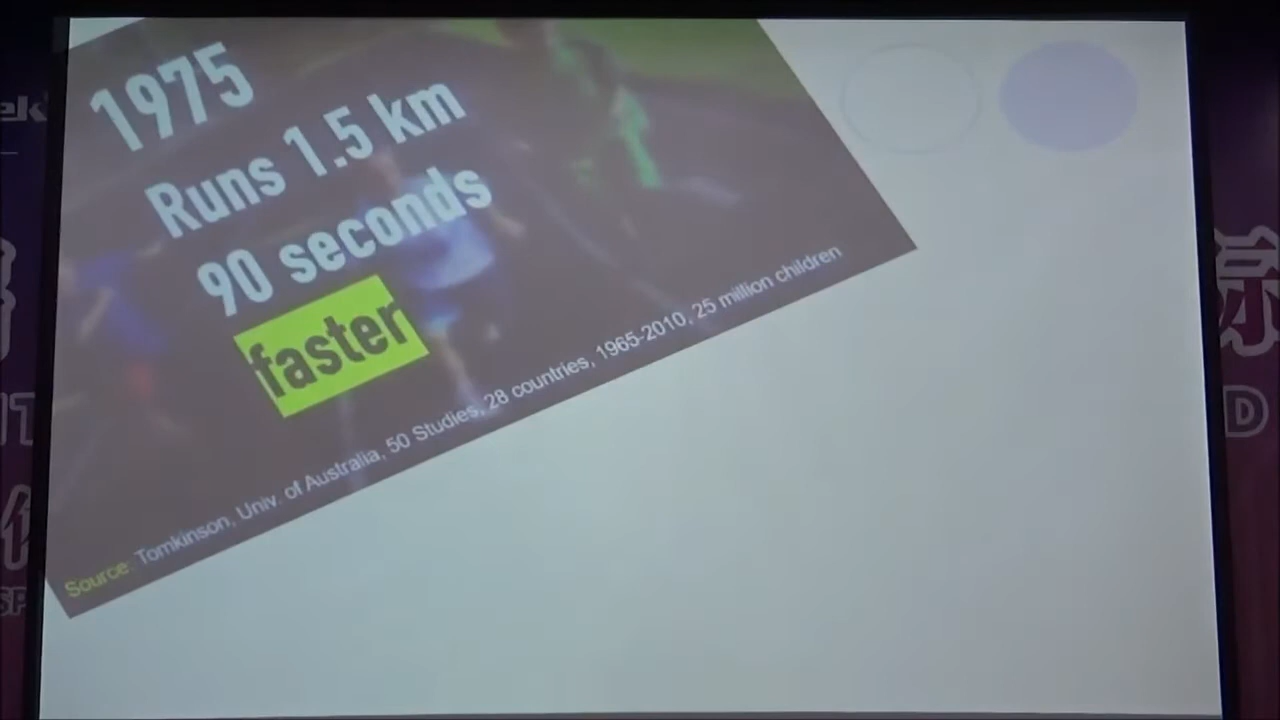 1975
Runs 1.5 km
90 seconds
faster
Source: Tomkinson, Univ. of Australia, 50 Studies, 28 countries, 1965-2010, 25 million children